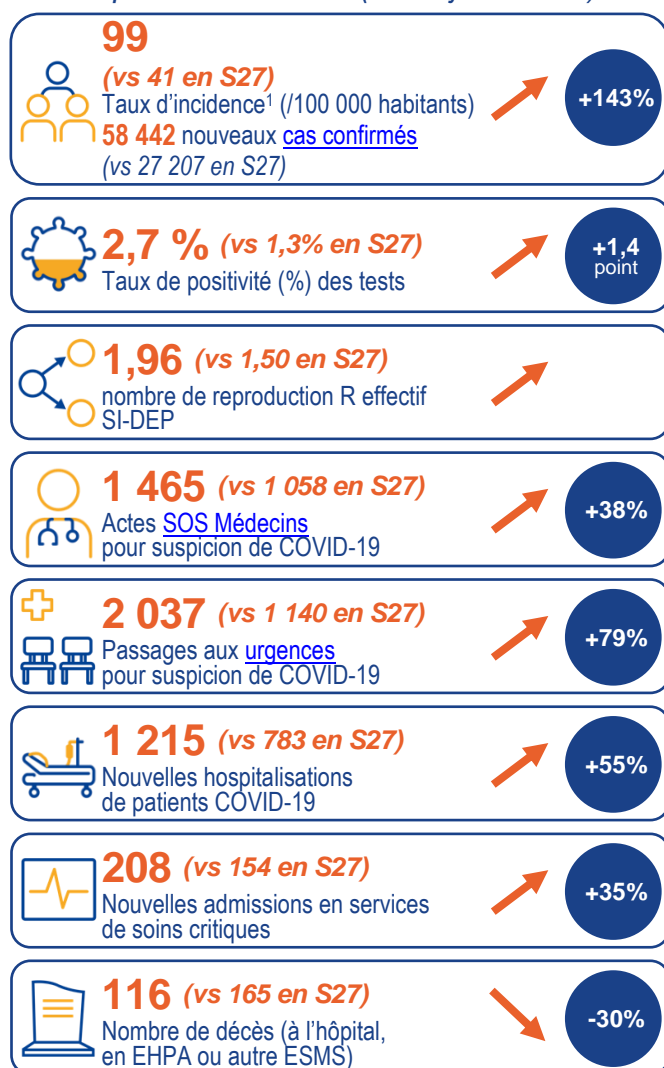 99
(vs 41 en S27)
Taux d'incidence¹ (/100 000 habitants)
58 442 nouveaux cas confirmés
(vs 27 207 en S27)
+143%
2,7 % (vs 1,3% en S27)
Taux de positivité (%) des tests
+1,4
point
1,96 (vs 1,50 en S27)
nombre de reproduction R effectif
SI-DEP
1 465 (vs 1 058 en S27)
Actes SOS Médecins
pour suspicion de COVID-19
+38%
2 037 (vs 1 140 en S27)
Passages aux urgences
pour suspicion de COVID-19
+79%
1 215 (vs 783 en S27)
Nouvelles hospitalisations
de patients COVID-19
+55%
208 (vs 154 en S27)
Nouvelles admissions en services
de soins critiques
+35%
116 (vs 165 en S27)
Nombre de décès (à l'hôpital,
en EHPA ou autre ESMS)
-30%